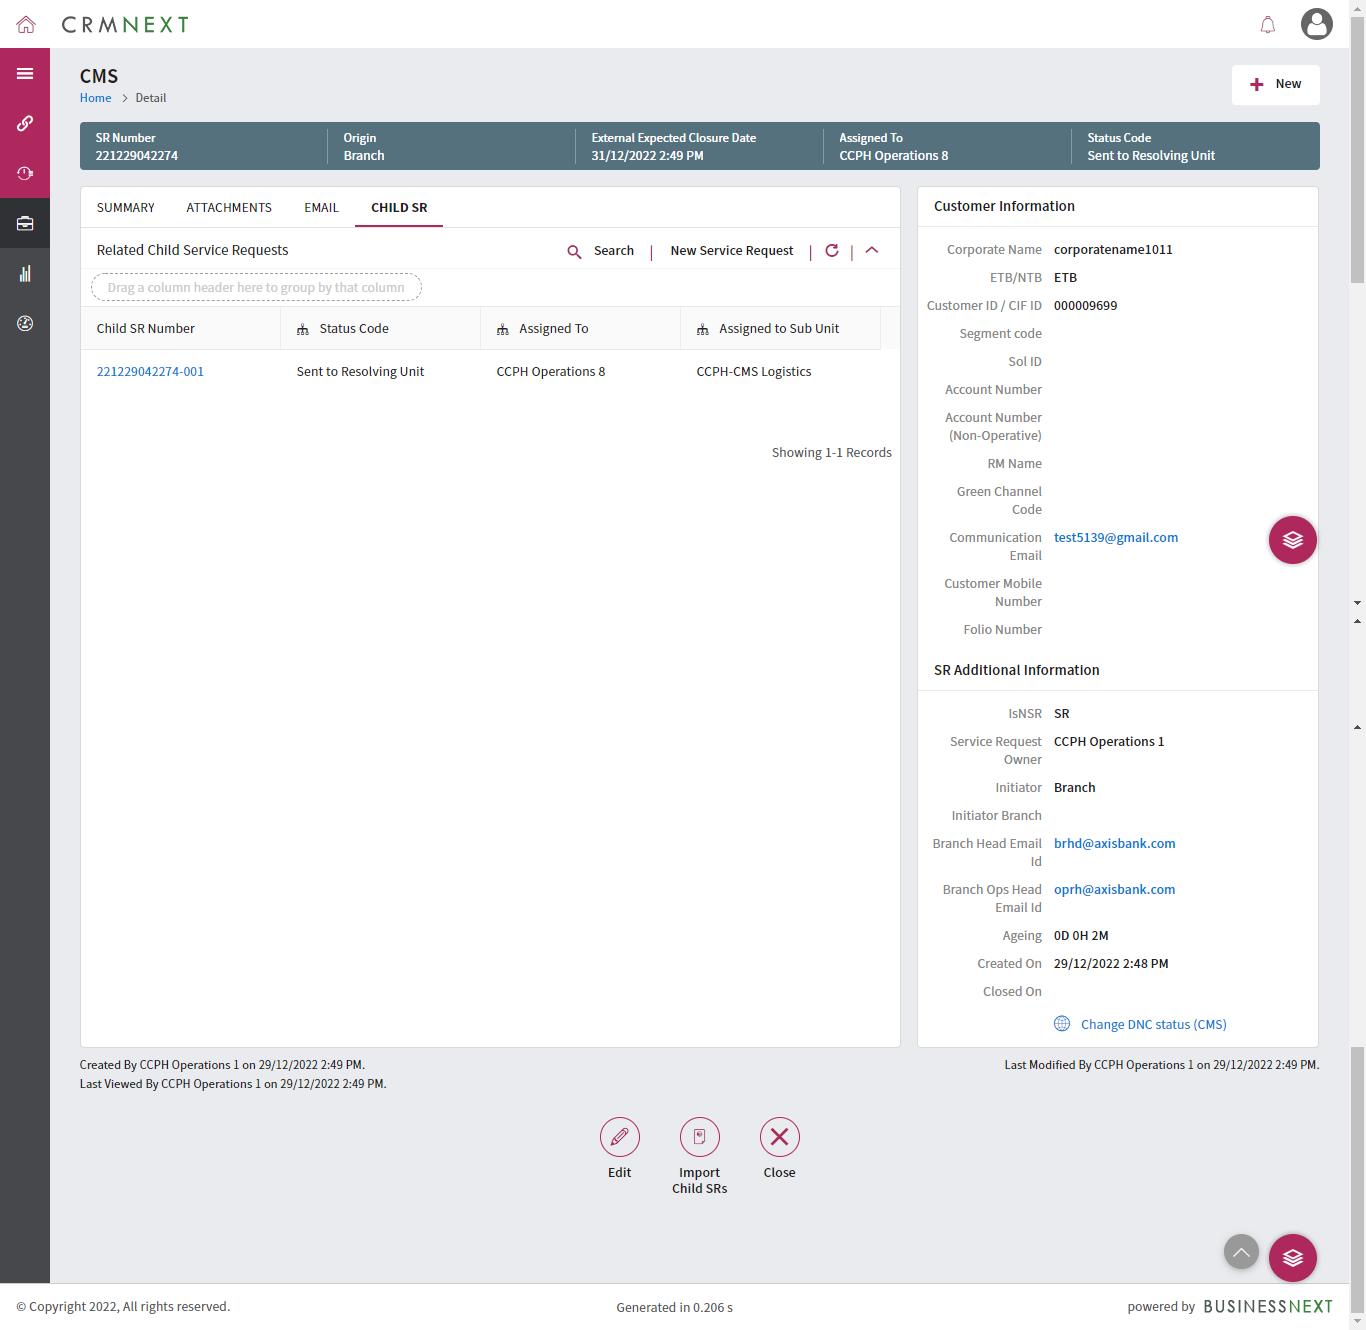 CRMNEXT
CMS
Home > Detail
New
SR Number
221229042274
Origin
Branch
External Expected Closure Date
31/12/2022 2:49 PM
Assigned To
CCPH Operations 8
Status Code
Sent to Resolving Unit
SUMMARY ATTACHMENTS EMAIL CHILD SR
Related Child Service Requests
Search | New Service Request | |
Drag a column header here to group by that column
Child SR Number Status Code Assigned To Assigned to Sub Unit
221229042274-001 Sent to Resolving Unit CCPH Operations 8 CCPH-CMS Logistics
Showing 1-1 Records
Customer Information
Corporate Name corporatename1011
ETB/NTB ETB
Customer ID / CIF ID 000009699
Segment code
Sol ID
Account Number
Account Number
(Non-Operative)
RM Name
Green Channel
Code
Communication test5139@gmail.com
Email
Customer Mobile
Number
Folio Number
SR Additional Information
IsNSR SR
Service Request CCPH Operations 1
Owner
Initiator Branch
Initiator Branch
Branch Head Email brhd@axisbank.com
Id
Branch Ops Head oprh@axisbank.com
Email Id
Ageing 0D 0H 2M
Created On 29/12/2022 2:48 PM
Closed On
Change DNC status (CMS)
Created By CCPH Operations 1 on 29/12/2022 2:49 PM.
Last Viewed By CCPH Operations 1 on 29/12/2022 2:49 PM.
Last Modified By CCPH Operations 1 on 29/12/2022 2:49 PM.
Edit
Import
Child SRs
Close
© Copyright 2022, All rights reserved.
Generated in 0.206 s
powered by BUSINESSNEXT